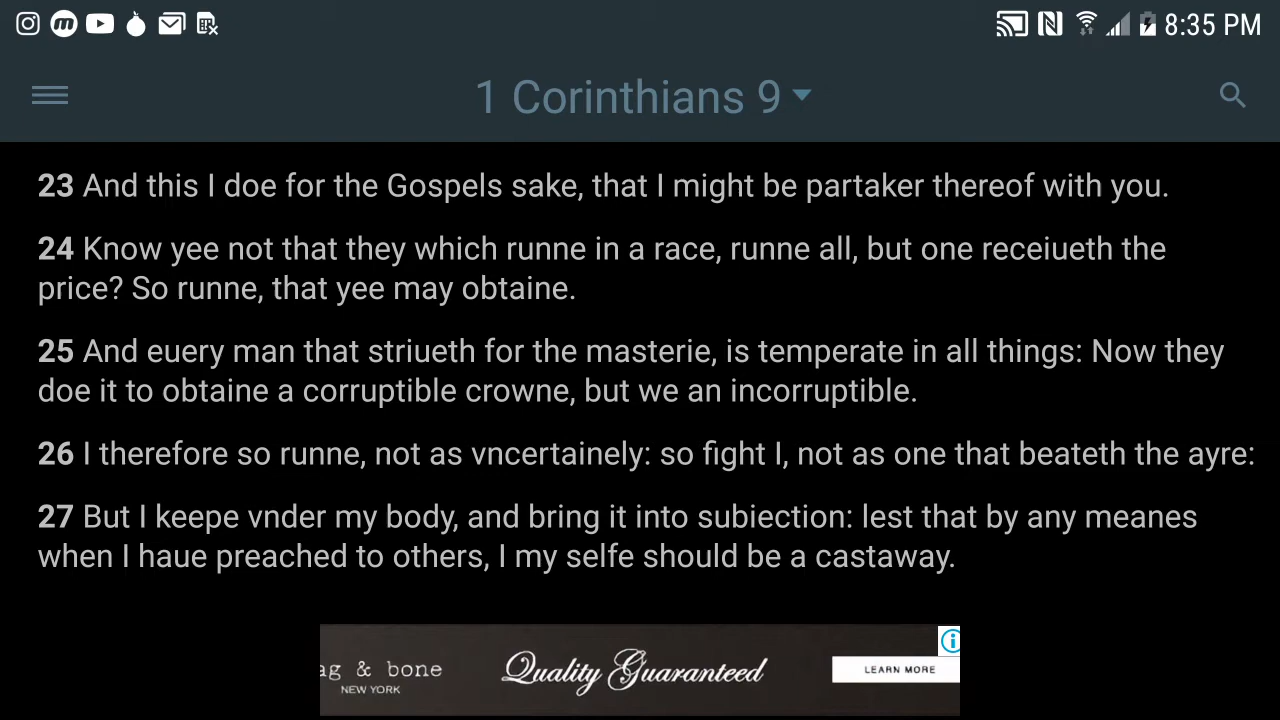 8:35 PM
1 Corinthians 9
23 And this I doe for the Gospels sake, that I might be partaker thereof with you.
24 Know yee not that they which runne in a race, runne all, but one receiueth the
price? So runne, that yee may obtaine.
25 And euery man that striueth for the masterie, is temperate in all things: Now they
doe it to obtaine a corruptible crowne, but we an incorruptible.
26 I therefore so runne, not as vncertainely: so fight I, not as one that beateth the ayre:
27 But I keepe vnder my body, and bring it into subiection: lest that by any meanes
when I haue preached to others, I my selfe should be a castaway.
ag & bone
NEW YORK
Quality Guaranteed
LEARN MORE